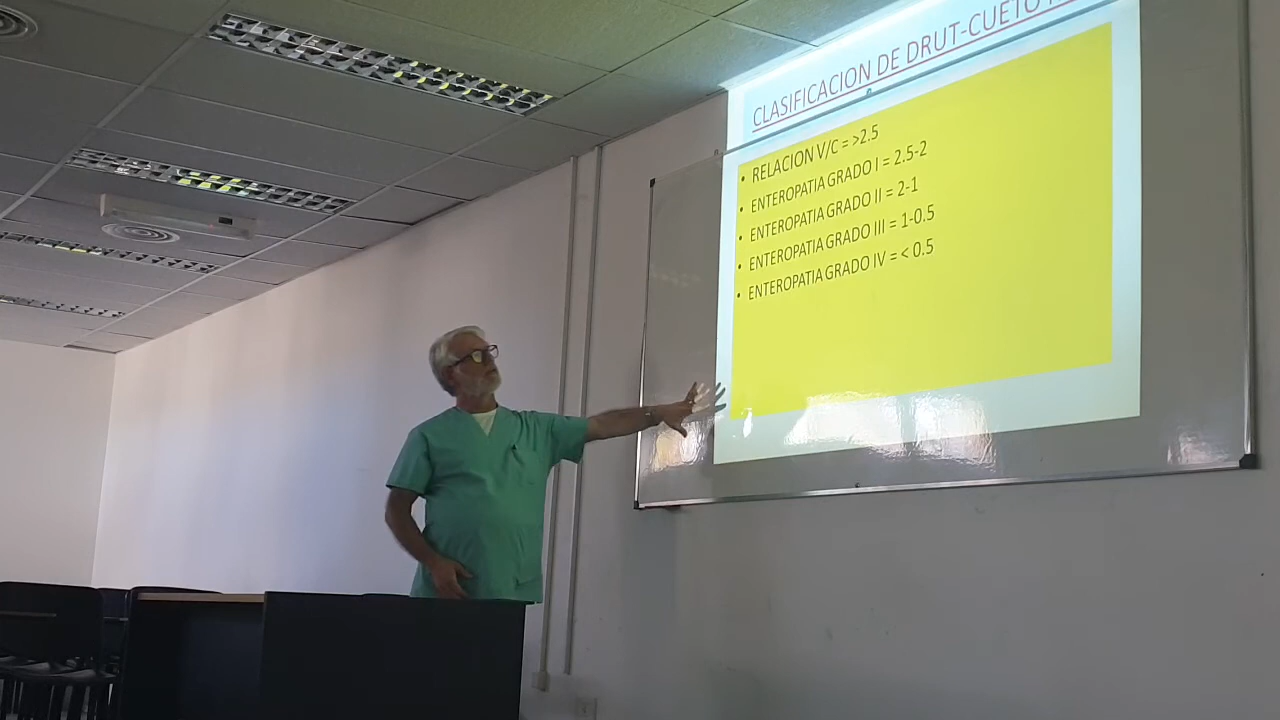 CLASIFICACION DE DRUT-CUETO
• RELACION V/C = >2.5
• ENTEROPATIA GRADO I = 2.5-2
• ENTEROPATIA GRADO II = 2-1
• ENTEROPATIA GRADO III = 1-0.5
• ENTEROPATIA GRADO IV = < 0.5